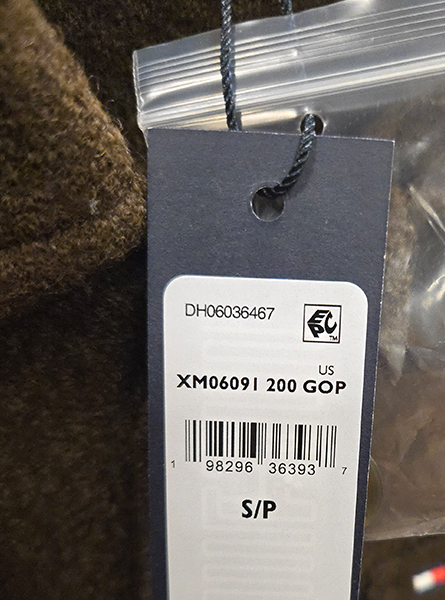 DH06036467
EPC
TM
US
XM06091 200 GOP
1 98296 36393 7
S/P